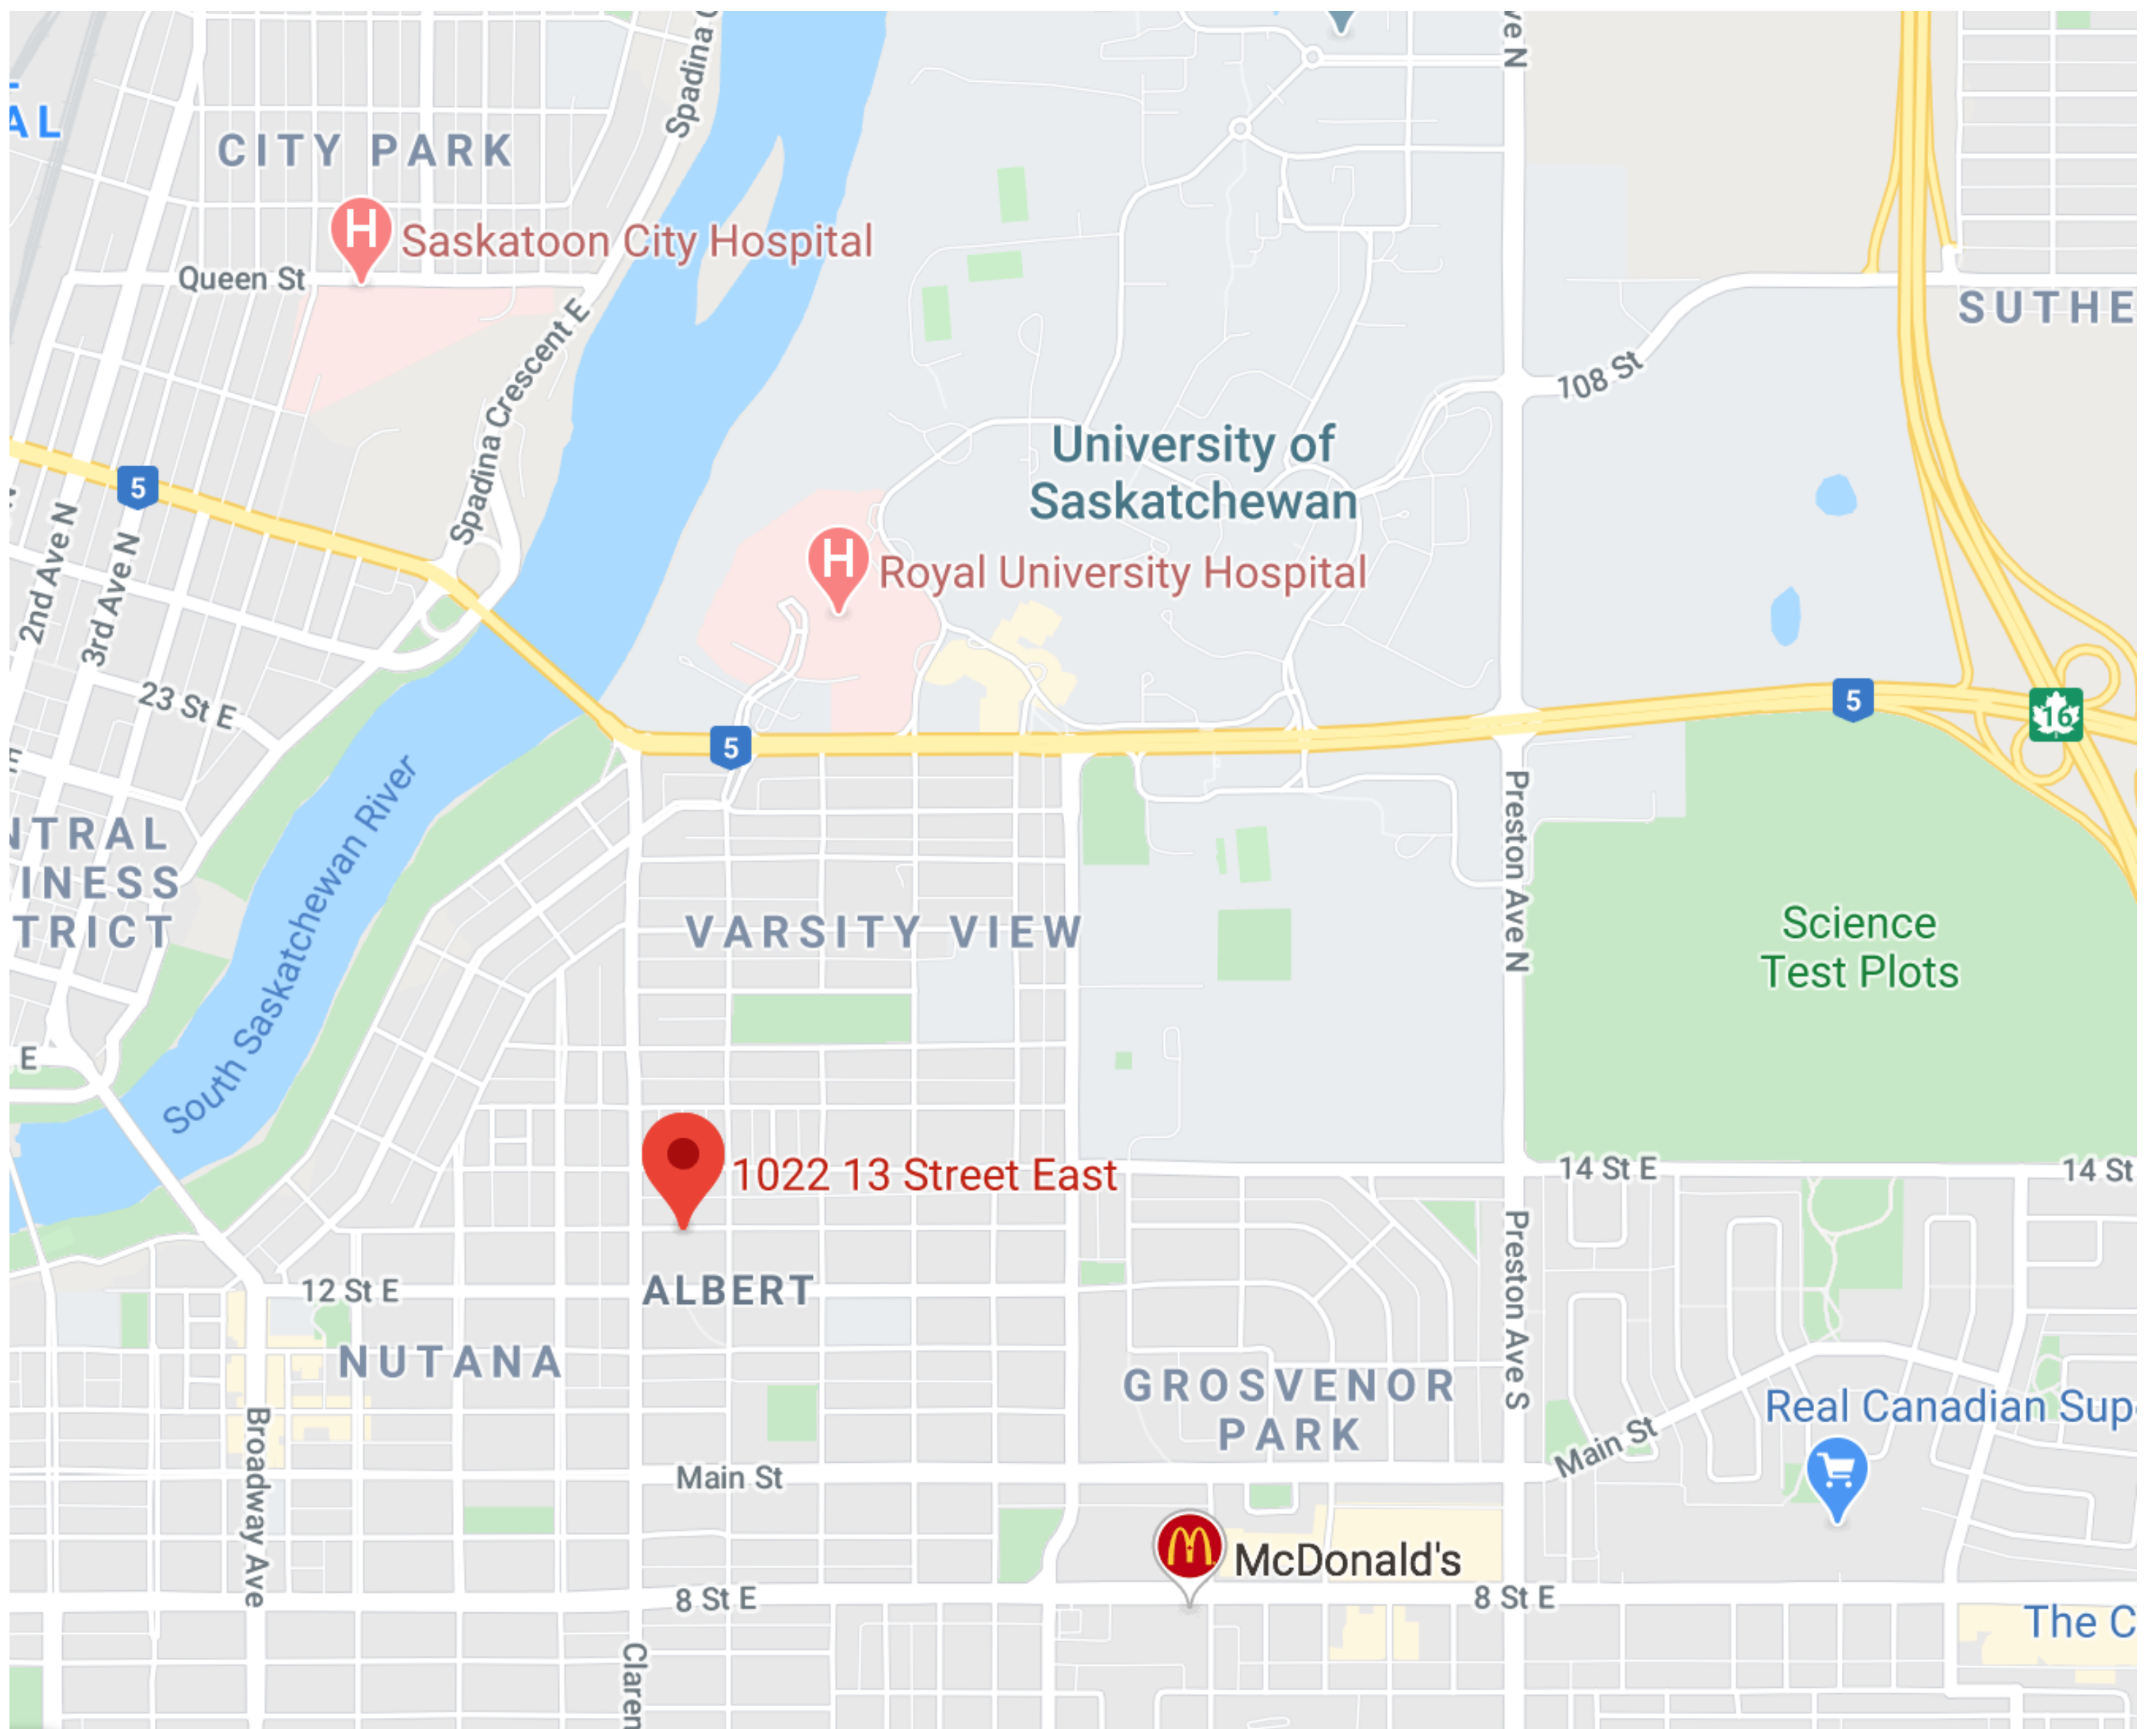 Spadina C
ve N
AL
CITY PARK
Saskatoon City Hospital
Queen St
SUTHE
Spadina Crescent E
108 St
University of
Saskatchewan
5
2nd Ave N
3rd Ave N
Royal University Hospital
23 St E
5
5
16
South Saskatchewan River
Preston Ave N
NTRAL
INESS
TRICT
VARSITY VIEW
Science
Test Plots
E
1022 13 Street East
14 St E
14 St
12 St E
ALBERT
NUTANA
Preston Ave S
GROSVENOR
PARK
Real Canadian Sup
Broadway Ave
Main St
Main St
McDonald's
8 St E
8 St E
The C
Claren